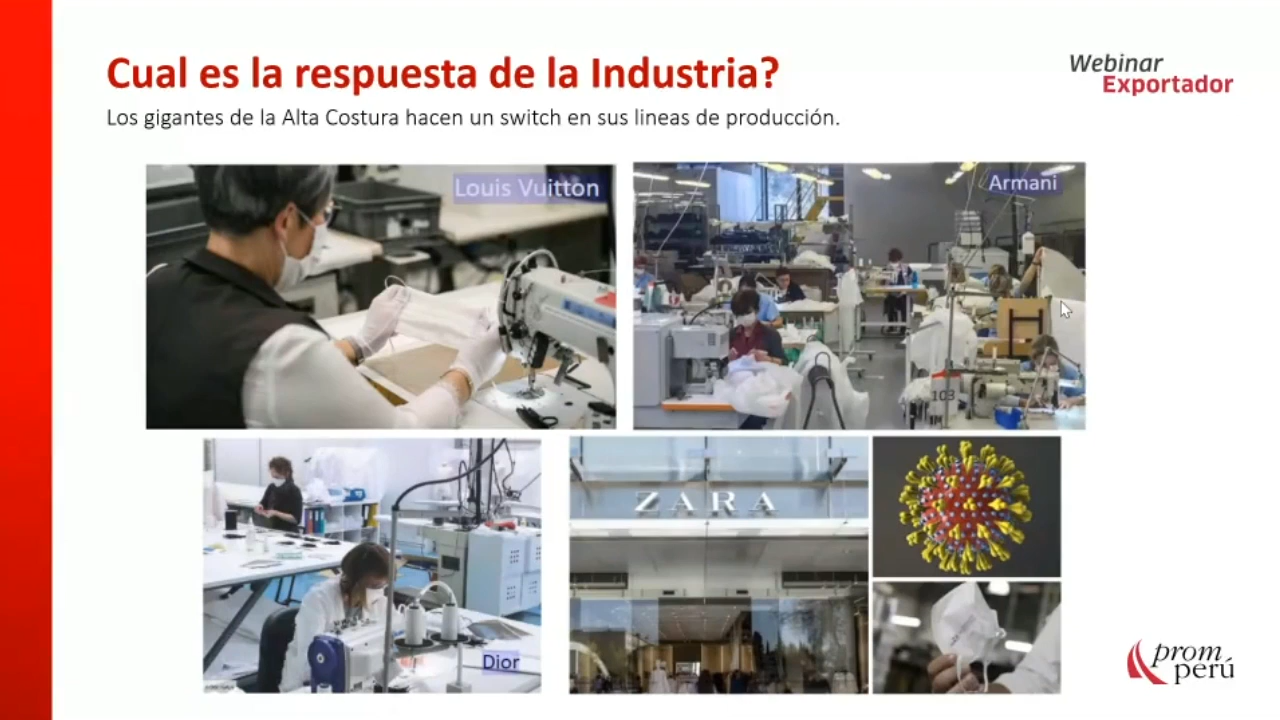 Cual es la respuesta de la Industria?
Los gigantes de la Alta Costura hacen un switch en sus lineas de producción.
Webinar
Exportador
Louis Vuitton
Armani
103
ZARA
Dior
prom
perú